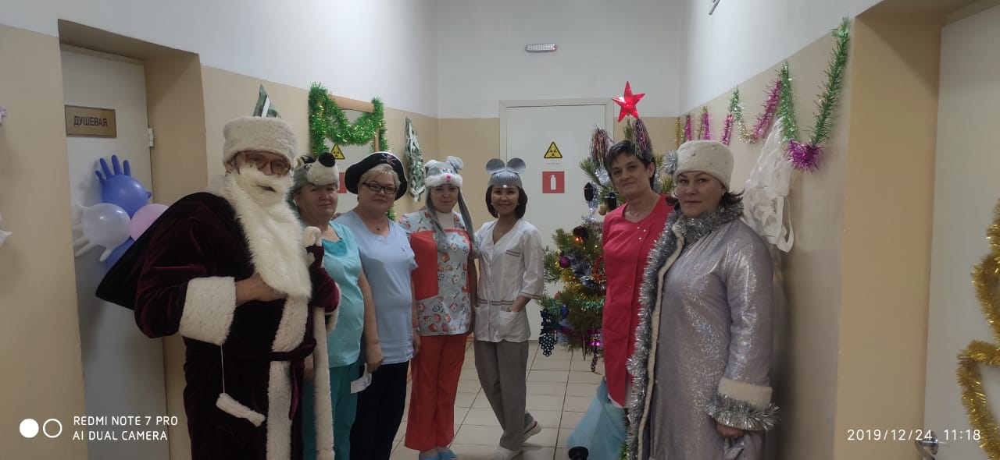 ДУШЕВАЯ
REDMI NOTE 7 PRO
AI DUAL CAMERA
2019/12/24, 11:18